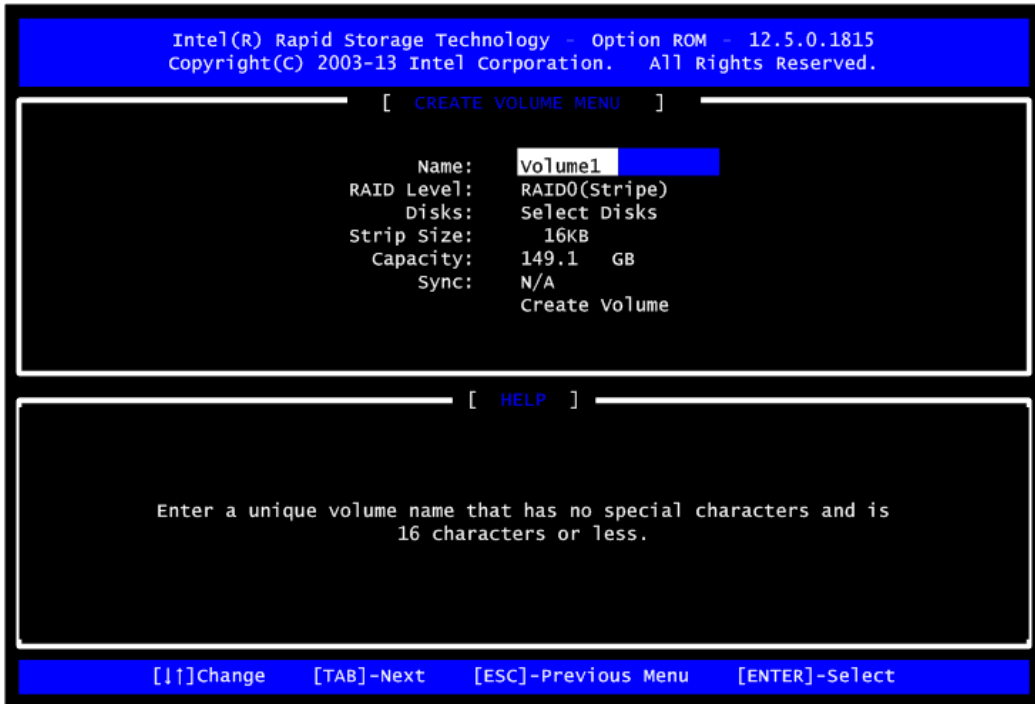 Intel(R) Rapid Storage Technology - Option ROM - 12.5.0.1815
Copyright(C) 2003-13 Intel Corporation. All Rights Reserved.
[ CREATE VOLUME MENU ]
Name: Volume1
RAID Level: RAID0(Stripe)
Disks: Select Disks
Strip Size: 16KB
Capacity: 149.1 GB
Sync: N/A
Create Volume
[ HELP ]
Enter a unique volume name that has no special characters and is
16 characters or less.
[↓↑]Change [TAB]-Next [ESC]-Previous Menu [ENTER]-Select